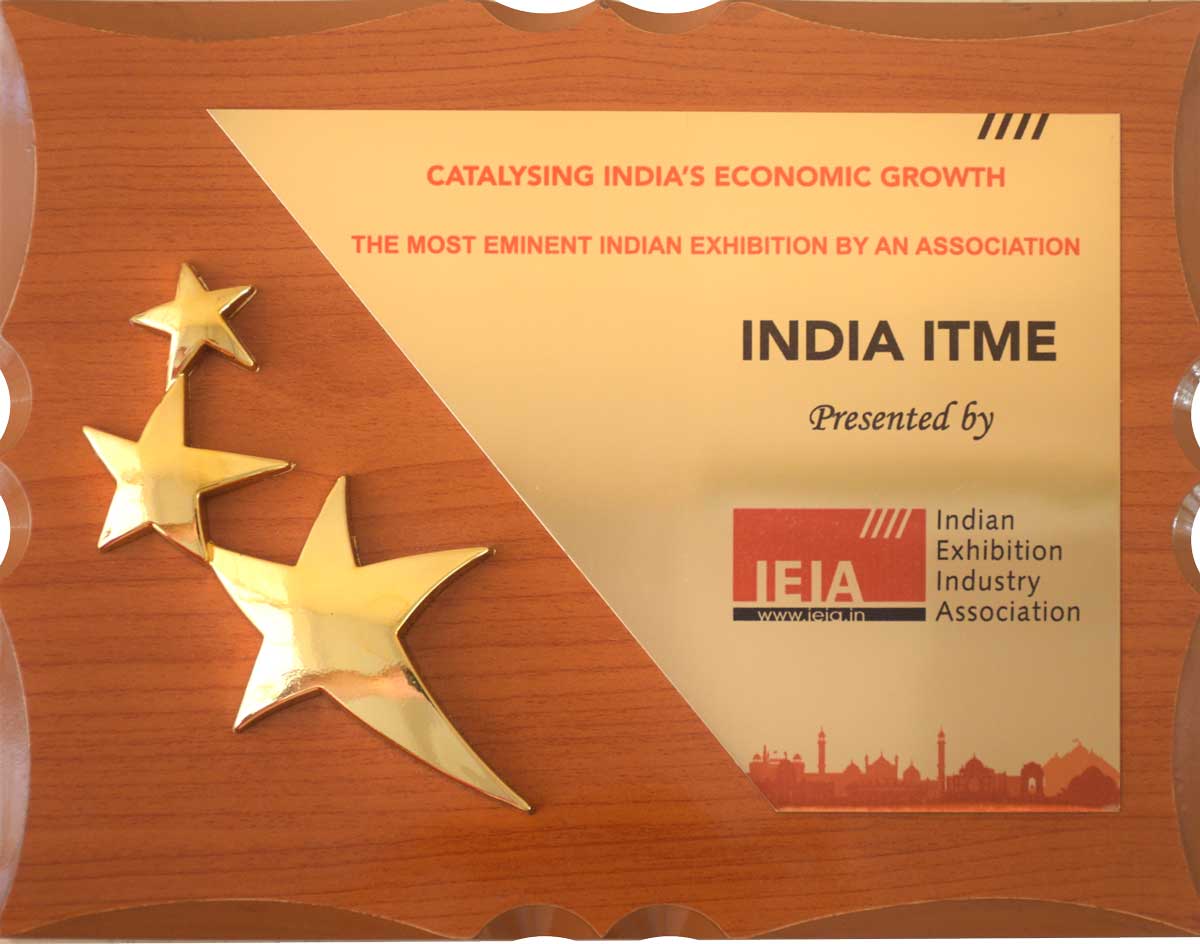 CATALYSING INDIA'S ECONOMIC GROWTH
THE MOST EMINENT INDIAN EXHIBITION BY AN ASSOCIATION
INDIA ITME
Presented by
IEIA
www.ieia.in
Indian
Exhibition
Industry
Association